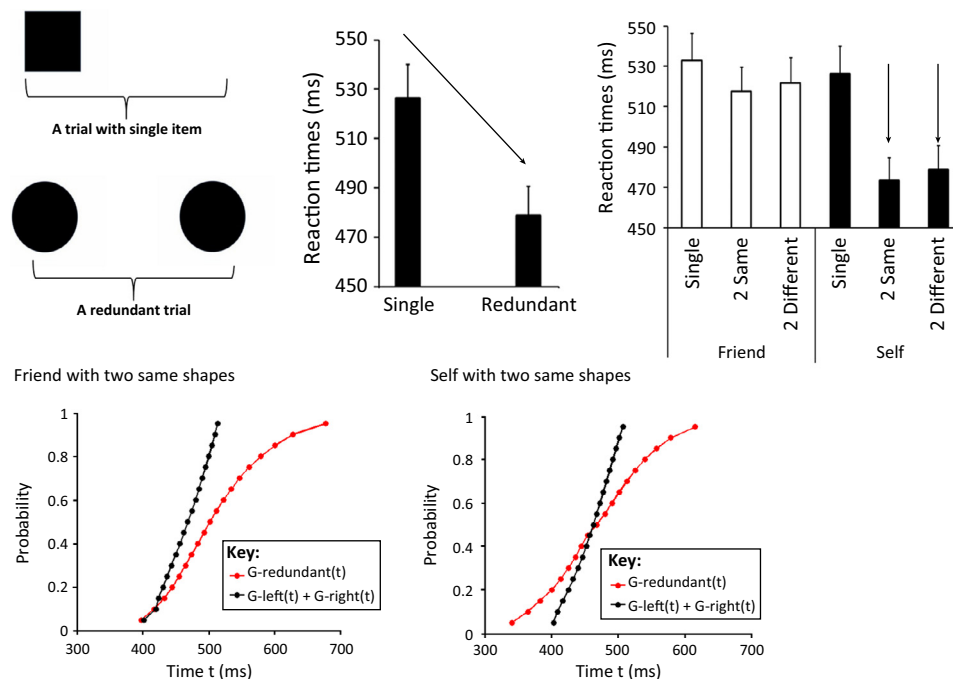 A trial with single item
A redundant trial
Reaction times (ms)
550
530
510
490
470
450
Single
Redundant
Reaction times (ms)
550
530
510
490
470
450
Single
2 Same
2 Different
Single
2 Same
2 Different
Friend
Self
Friend with two same shapes
Probability
1
0.8
0.6
0.4
0.2
0
300
400
500
600
700
Time t (ms)
Key:
G-redundant(t)
G-left(t) + G-right(t)
Self with two same shapes
Probability
1
0.8
0.6
0.4
0.2
0
300
400
500
600
700
Time t (ms)
Key:
G-redundant(t)
G-left(t) + G-right(t)